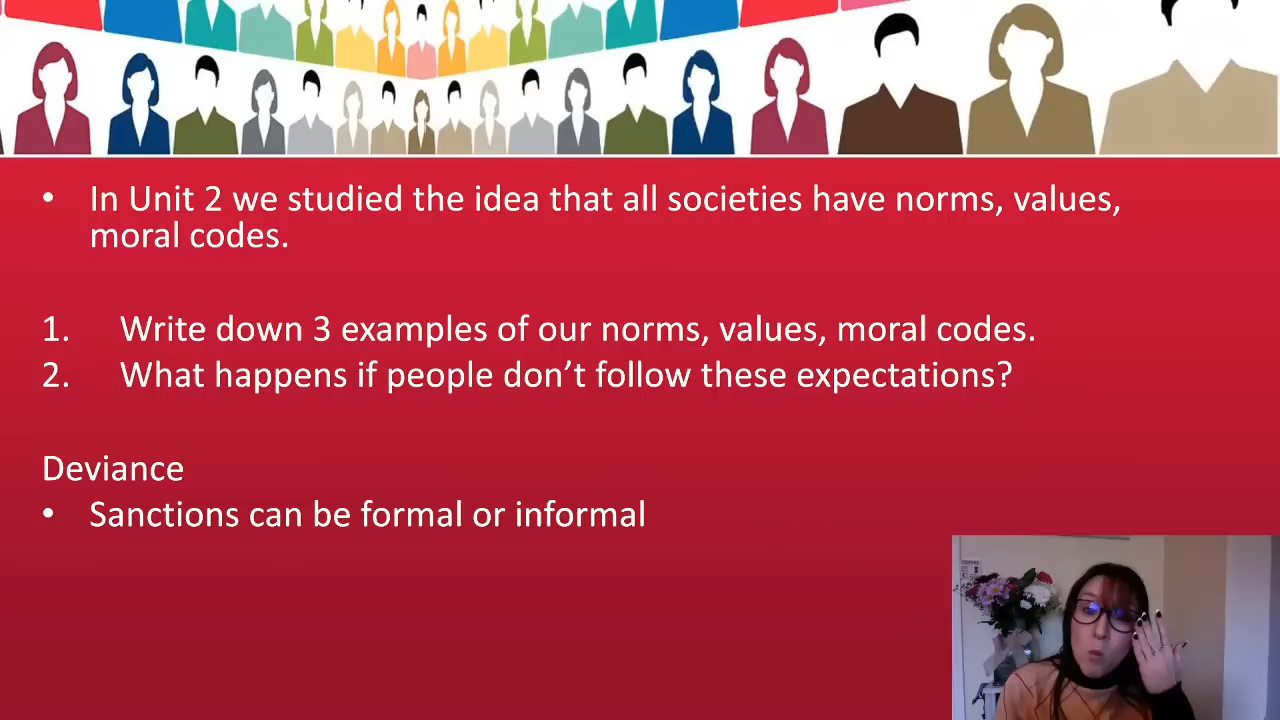 • In Unit 2 we studied the idea that all societies have norms, values,
moral codes.
1. Write down 3 examples of our norms, values, moral codes.
2. What happens if people don’t follow these expectations?
Deviance
• Sanctions can be formal or informal